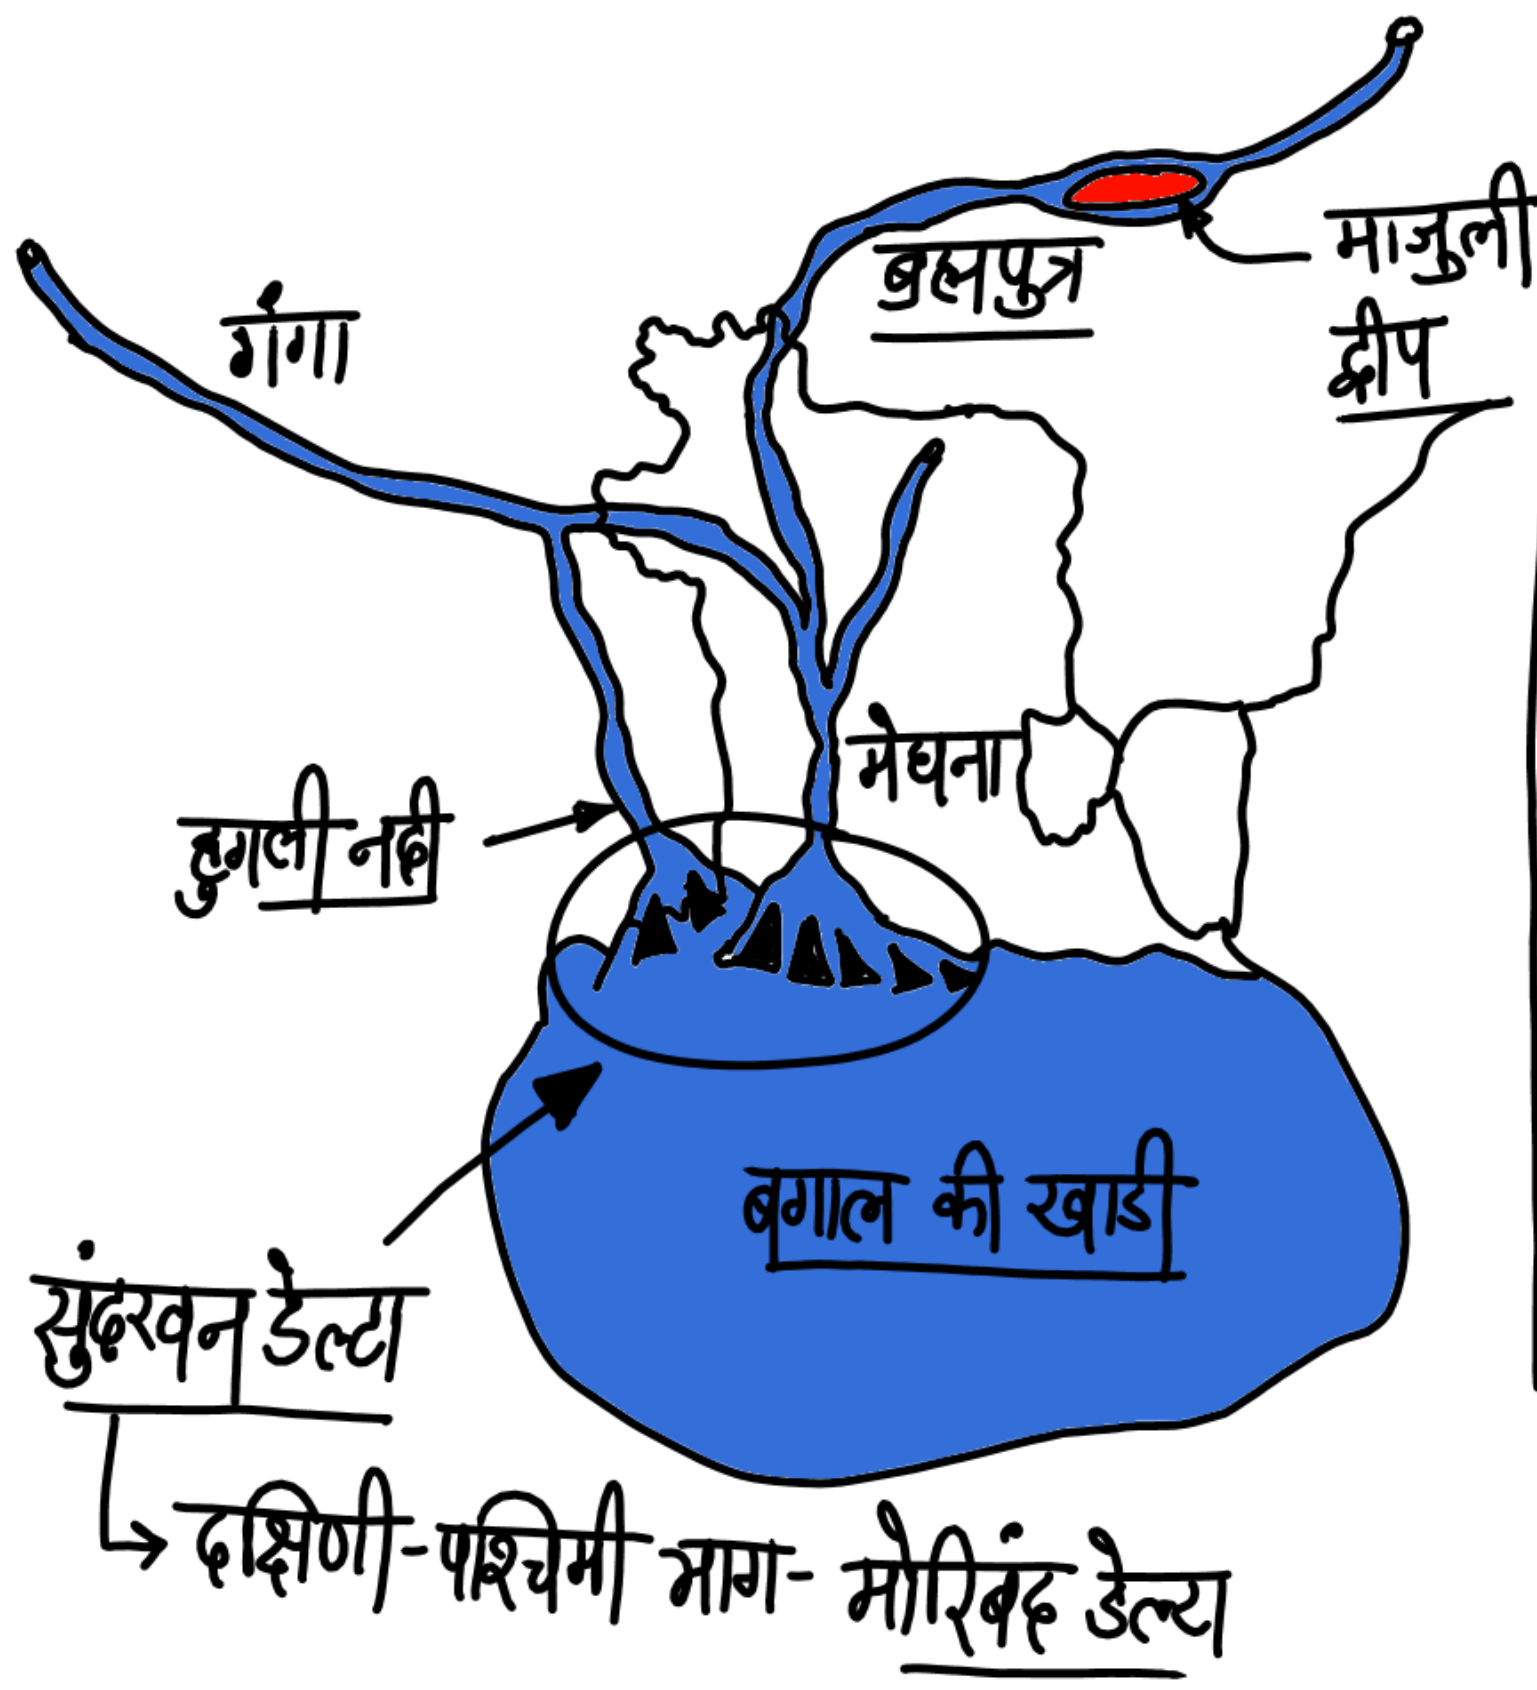 ब्रह्मपुत्र
माजुली
द्वीप
गंगा
मेघना
हुगली नदी
बगाल की खाडी
सुंदरवन डेल्टा
दक्षिणी-पश्चिमी भाग- मोरिबंद डेल्टा